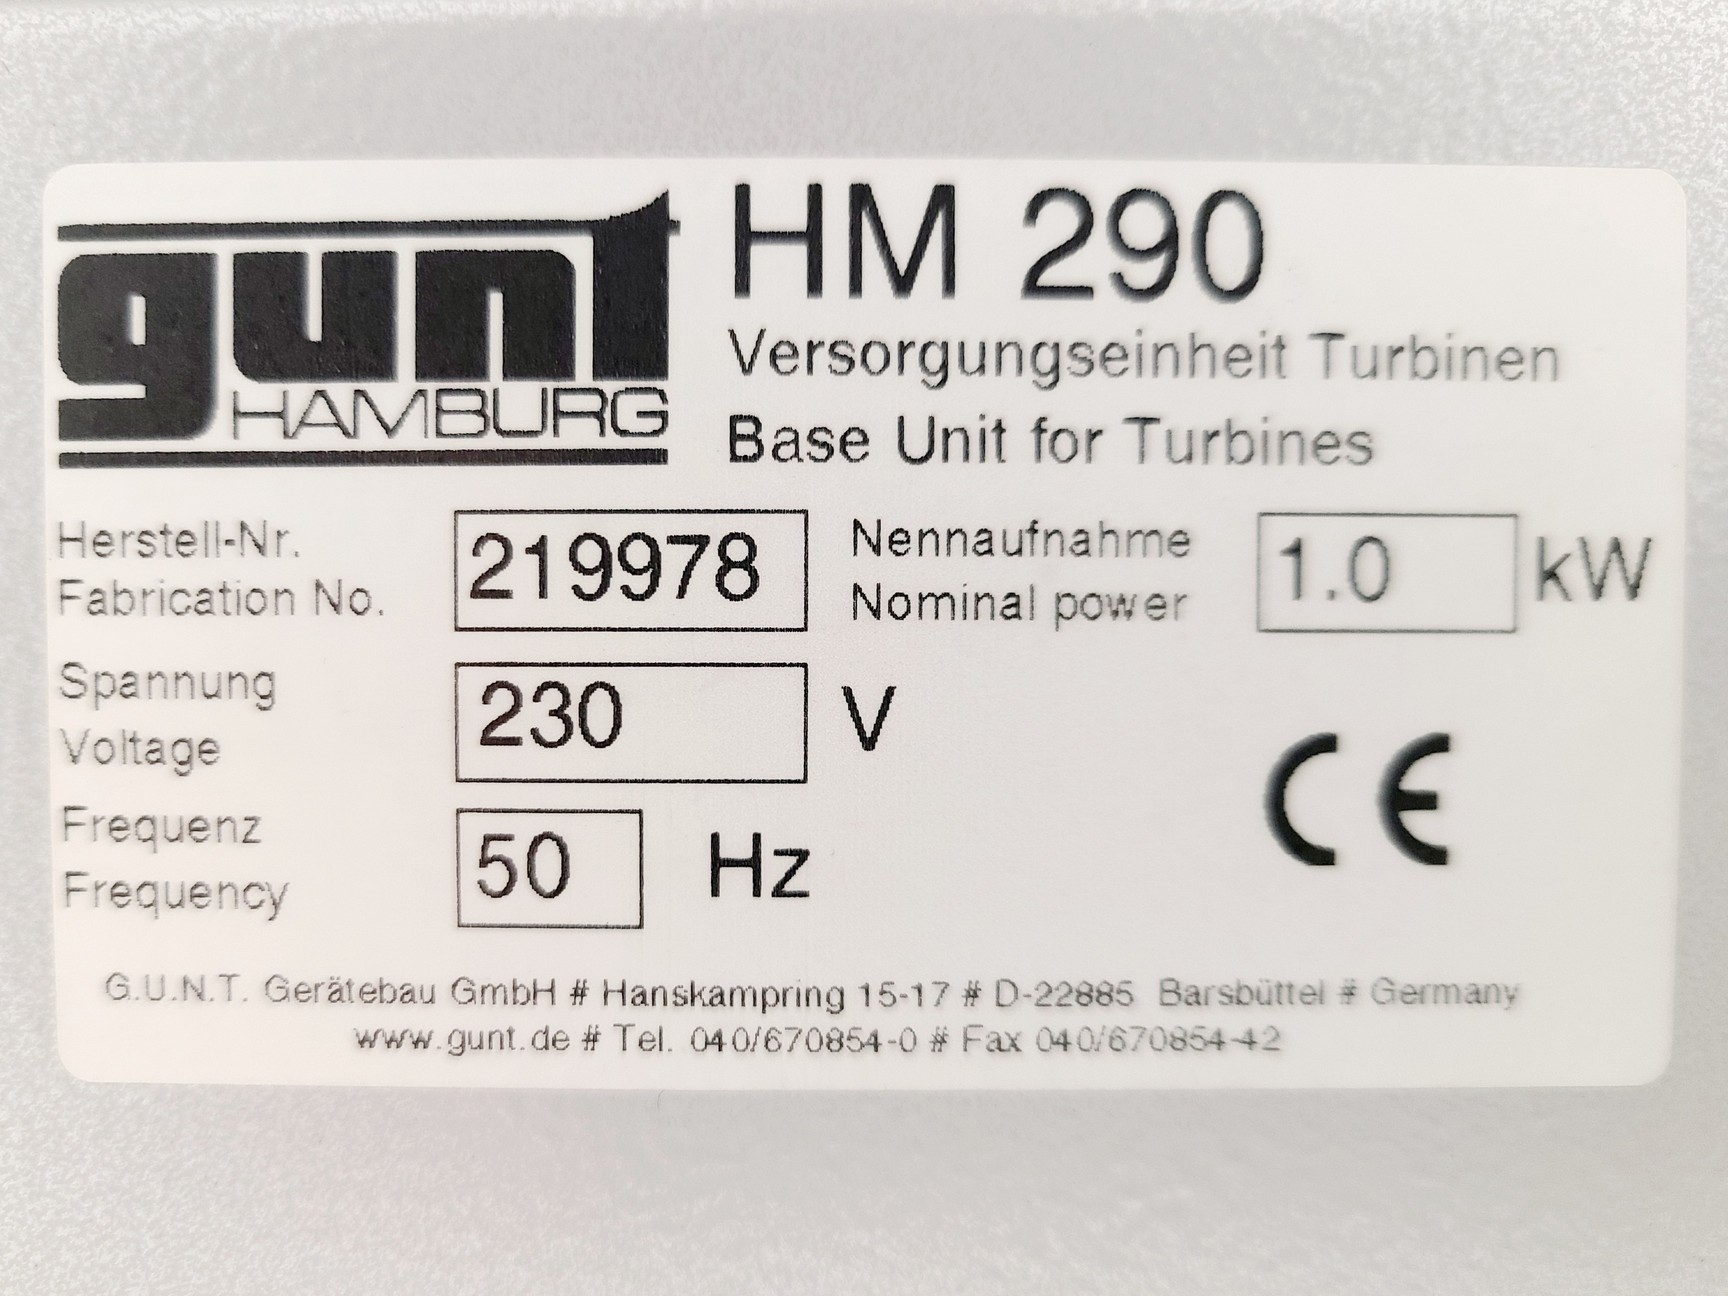 gunt
HAMBURG
HM 290
Versorgungseinheit Turbinen
Base Unit for Turbines
Herstell-Nr.
Fabrication No.
219978
Nennaufnahme
Nominal power
1.0 kW
Spannung
Voltage
230 V
Frequenz
Frequency
50 Hz
CE
G.U.N.T. Gerätebau GmbH # Hanskampring 15-17 # D-22885 Barsbüttel # Germany
www.gunt.de # Tel. 040/670854-0 # Fax 040/670854-42